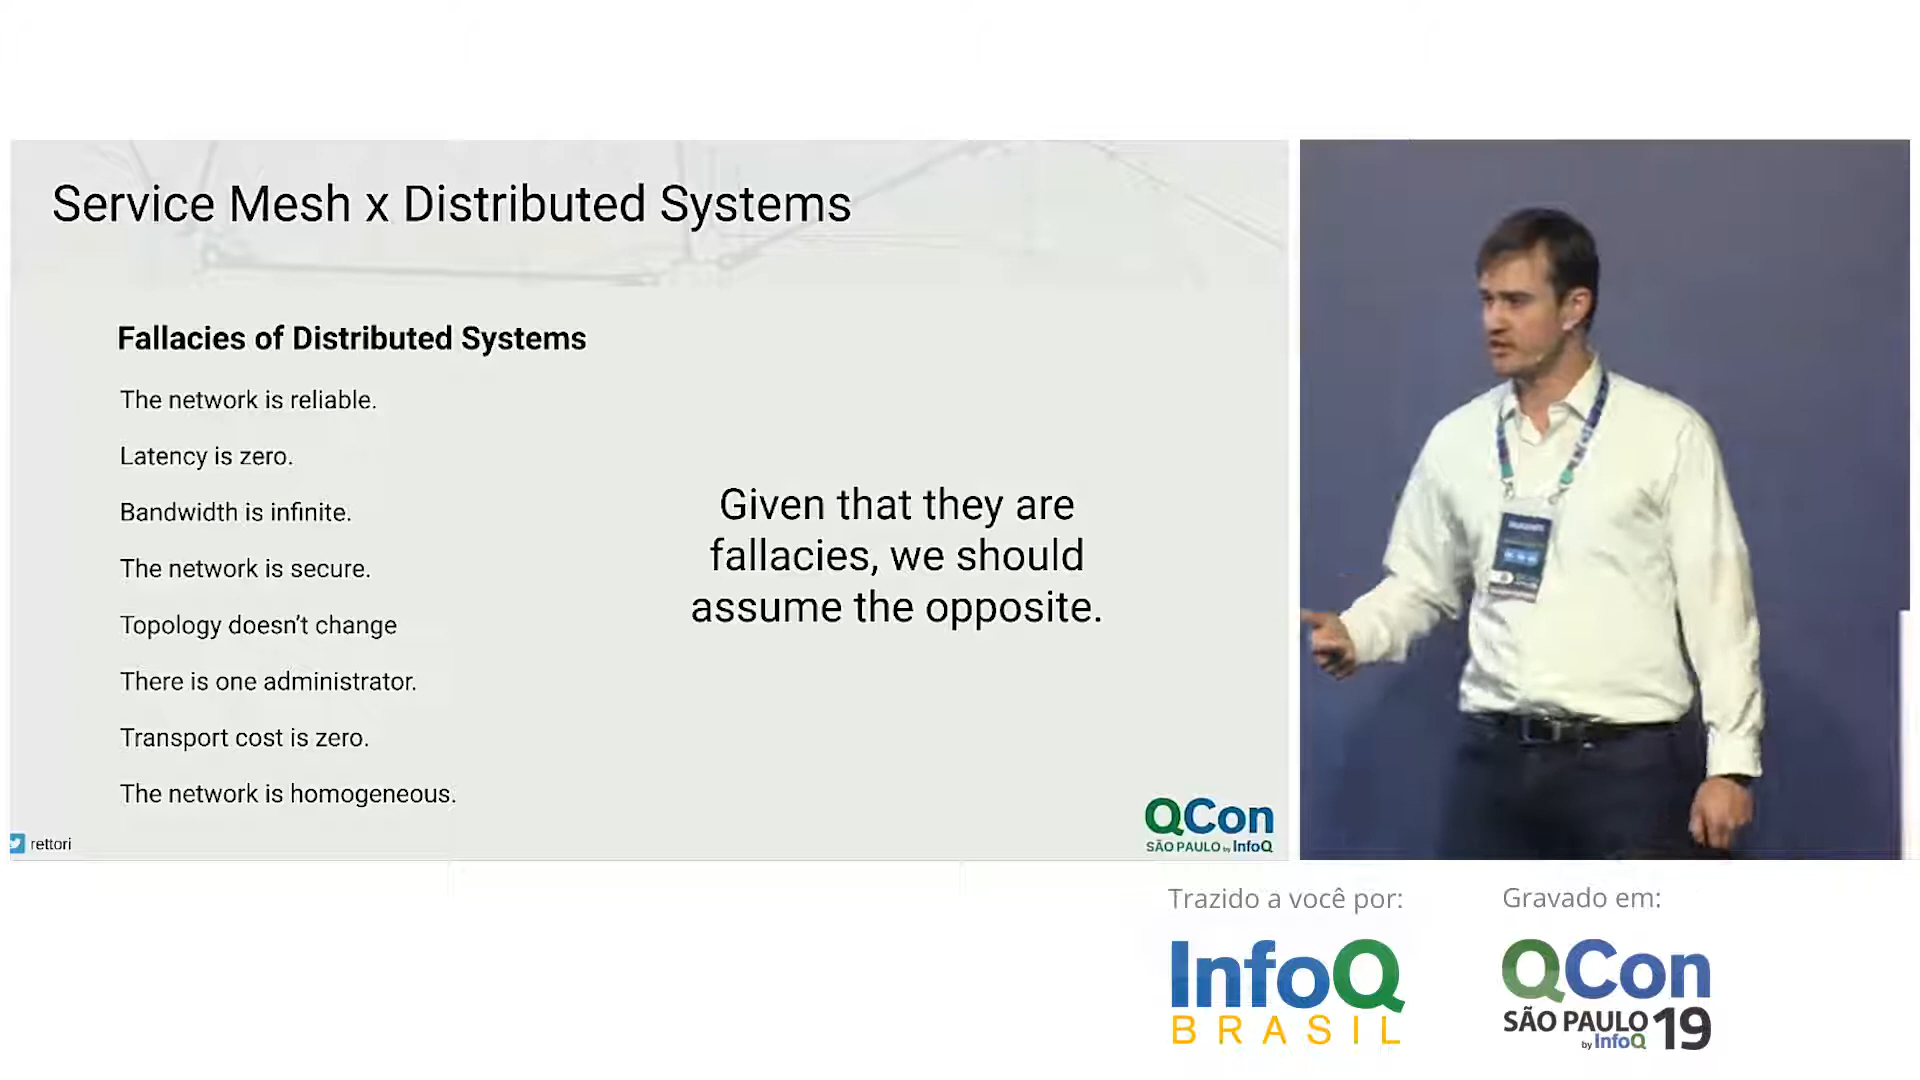 Service Mesh x Distributed Systems
Fallacies of Distributed Systems
The network is reliable.
Latency is zero.
Bandwidth is infinite.
The network is secure.
Topology doesn’t change
There is one administrator.
Transport cost is zero.
The network is homogeneous.
Given that they are
fallacies, we should
assume the opposite.
rettori
QCon
SÃO PAULO by InfoQ
Trazido a você por:
InfoQ
BRASIL
Gravado em:
QCon
SÃO PAULO 19
by InfoQ